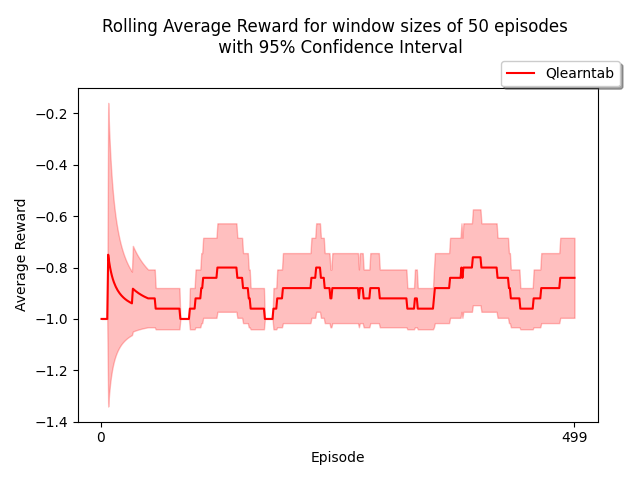 Rolling Average Reward for window sizes of 50 episodes
with 95% Confidence Interval
Qlearntab
−0.2
−0.4
−0.6
−0.8
−1.0
−1.2
−1.4
Average Reward
0
499
Episode